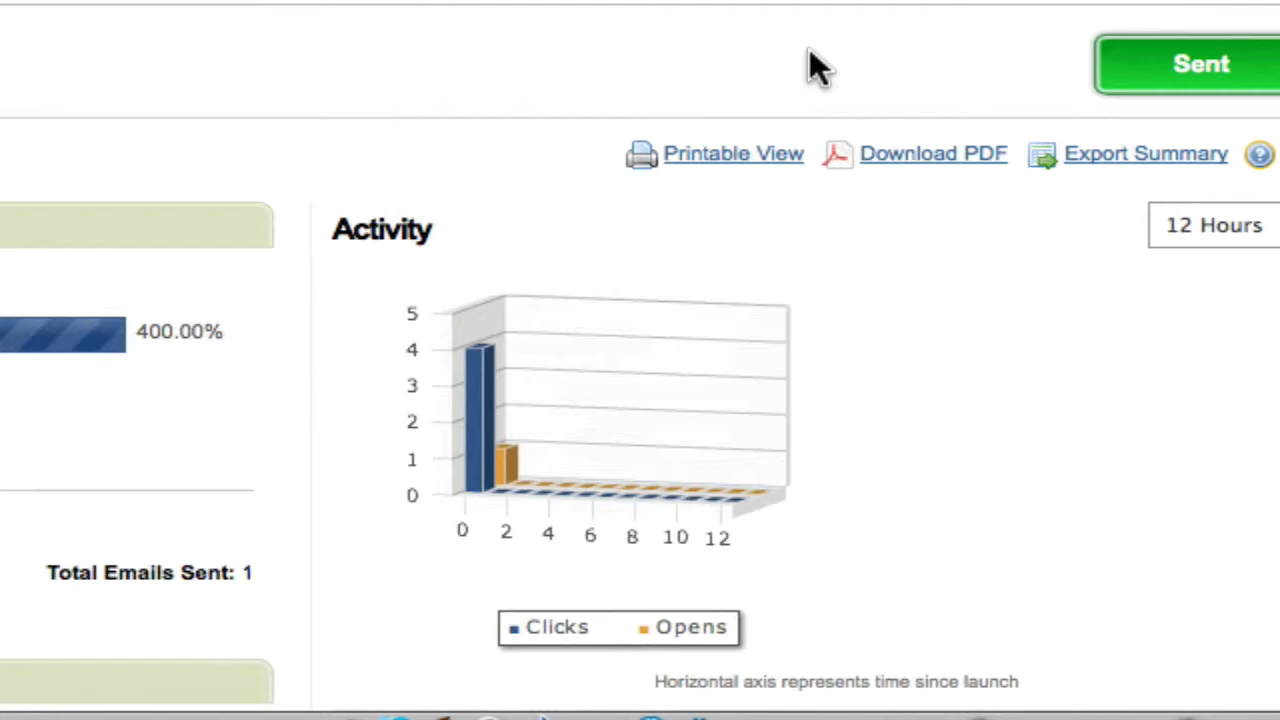 Sent
Printable View Download PDF Export Summary ?
Activity
12 Hours
400.00%
5
4
3
2
1
0
0 2 4 6 8 10 12
Total Emails Sent: 1
Clicks Opens
Horizontal axis represents time since launch